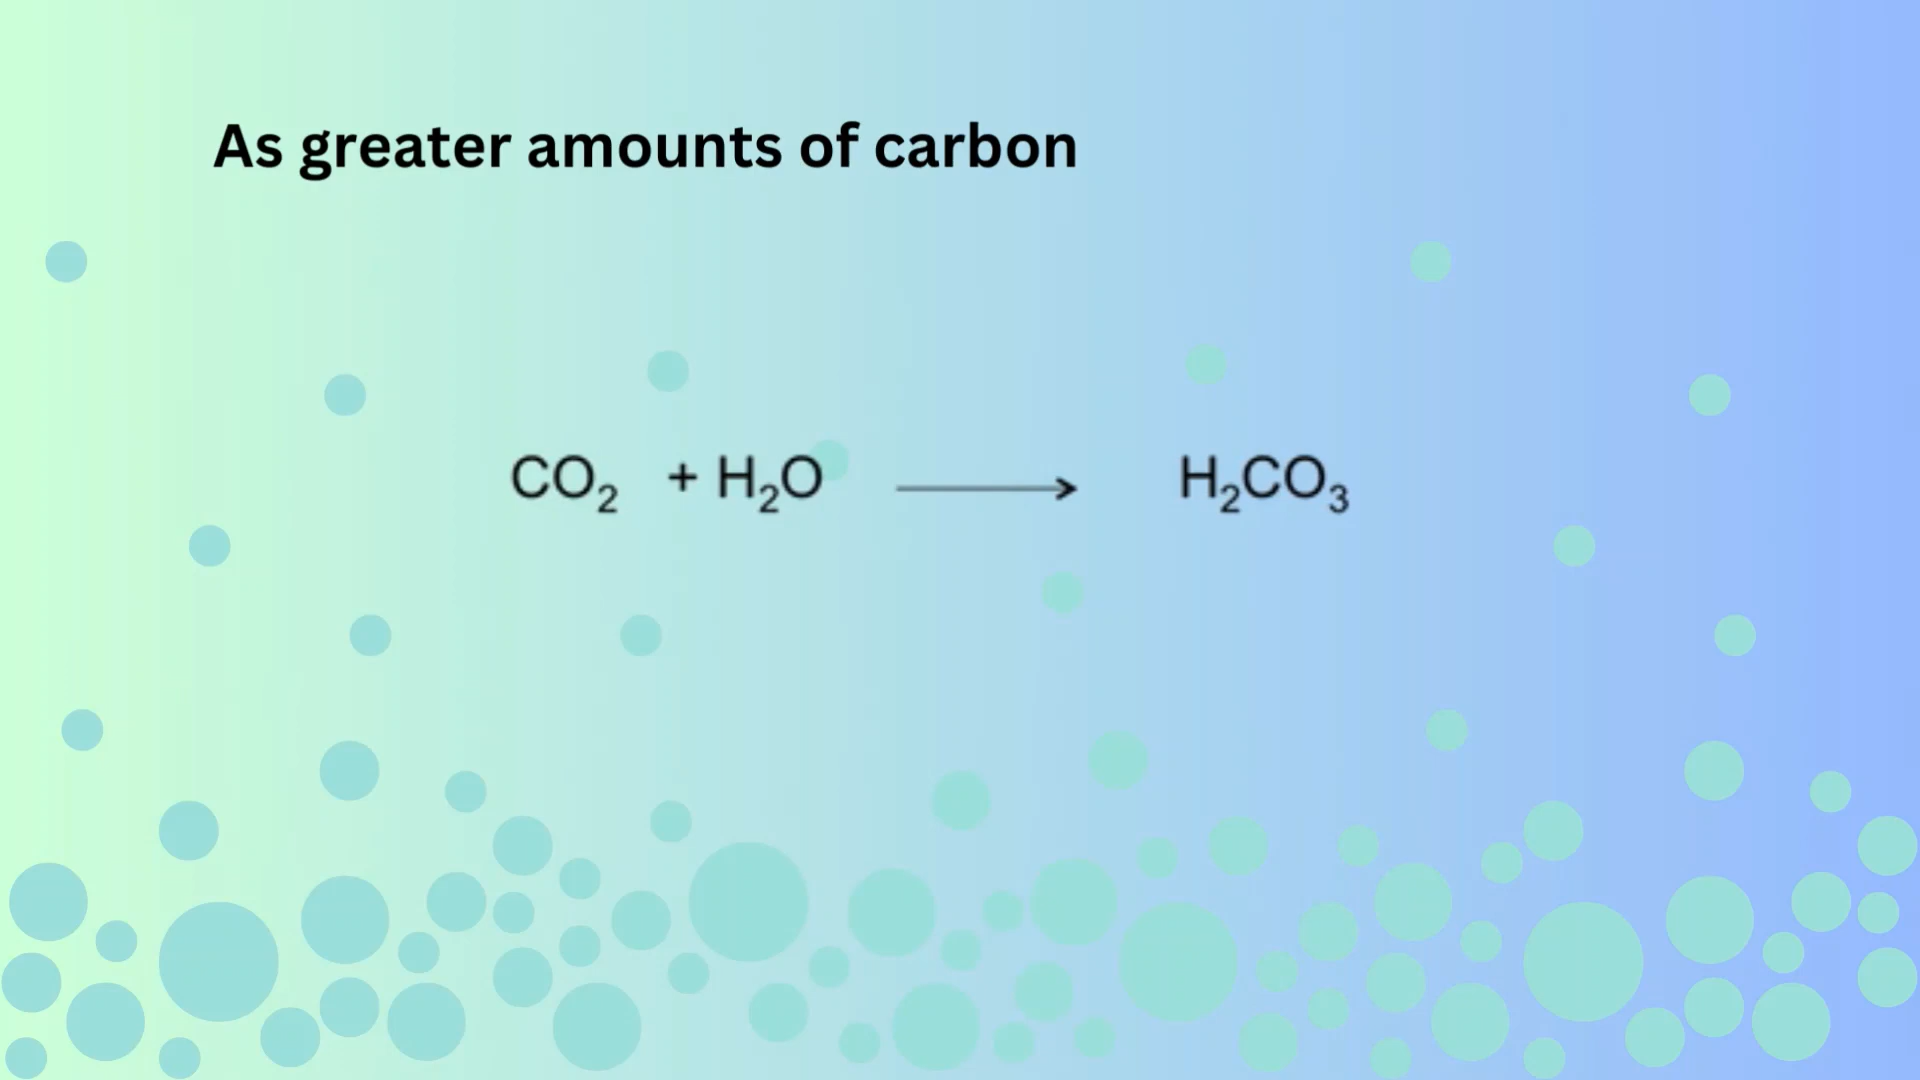 As greater amounts of carbon
CO₂ + H₂O ⟶ H₂CO₃